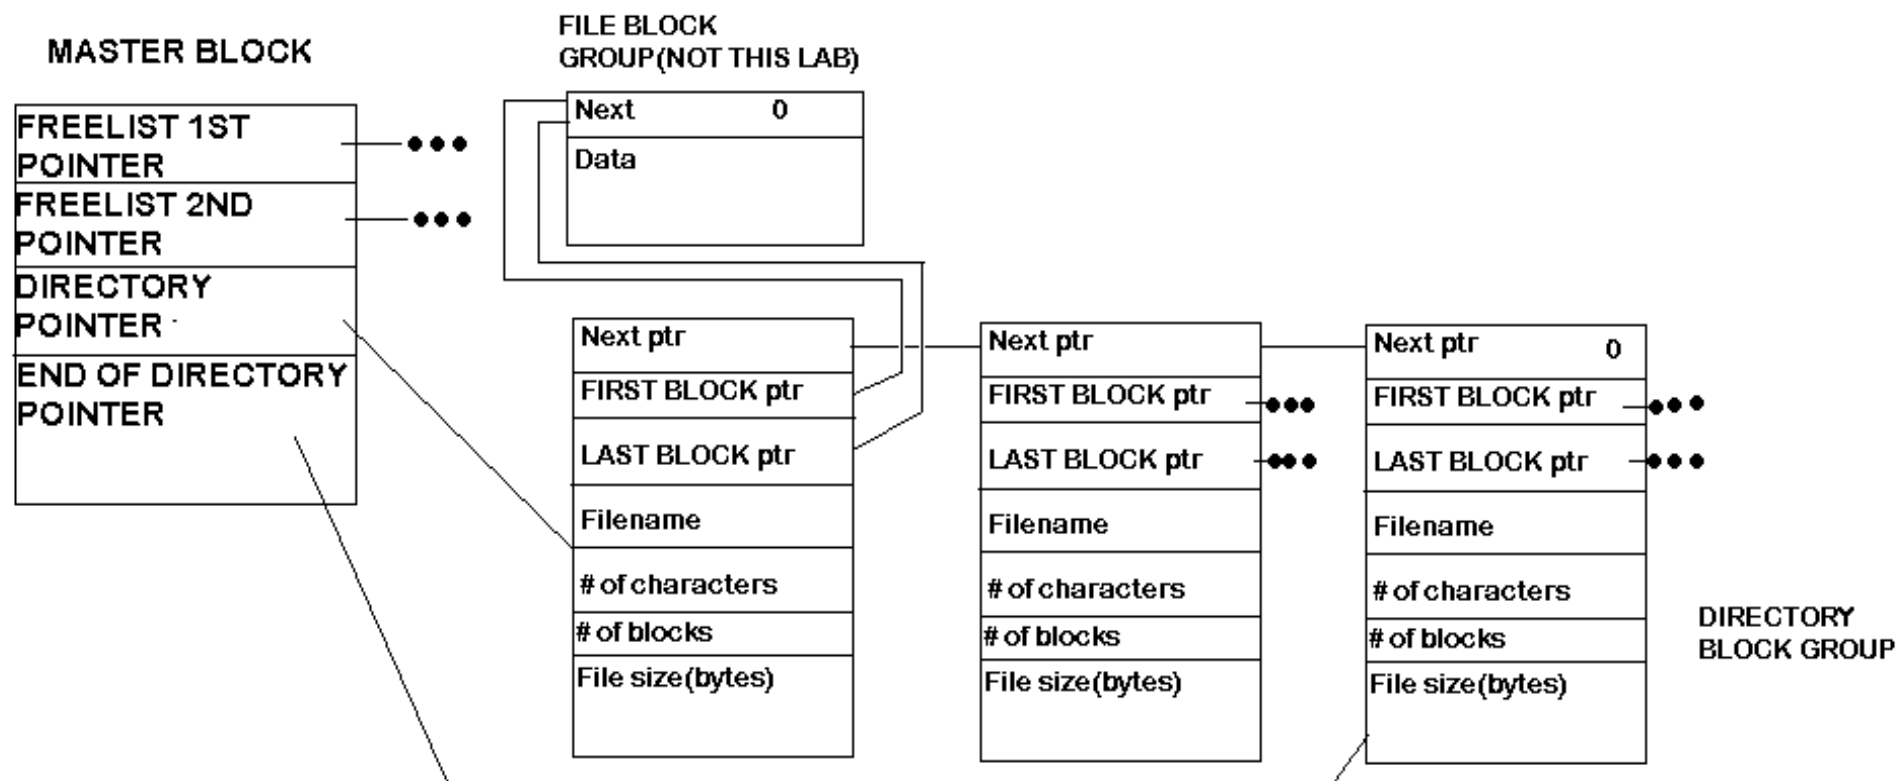 MASTER BLOCK
FREELIST 1ST
POINTER
FREELIST 2ND
POINTER
DIRECTORY
POINTER
END OF DIRECTORY
POINTER
FILE BLOCK
GROUP(NOT THIS LAB)
Next 0
Data
Next ptr
FIRST BLOCK ptr
LAST BLOCK ptr
Filename
# of characters
# of blocks
File size(bytes)
Next ptr
FIRST BLOCK ptr
LAST BLOCK ptr
Filename
# of characters
# of blocks
File size(bytes)
Next ptr 0
FIRST BLOCK ptr
LAST BLOCK ptr
Filename
# of characters
# of blocks
File size(bytes)
DIRECTORY
BLOCK GROUP